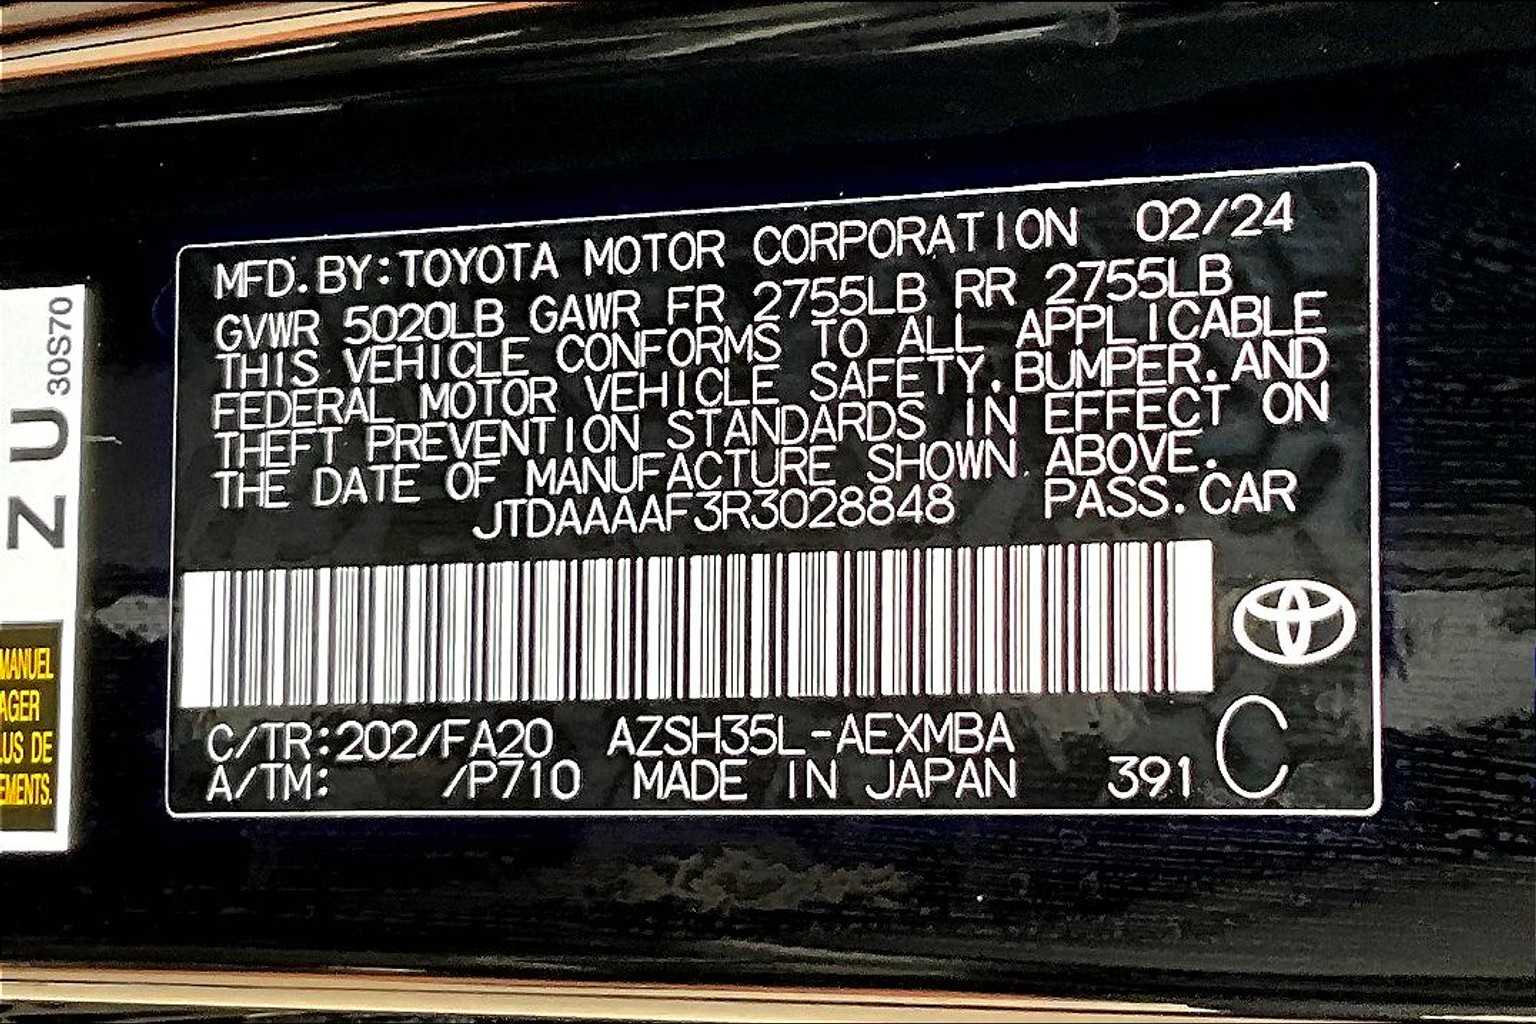 MFD. BY: TOYOTA MOTOR CORPORATION 02/24
GVWR 5020LB GAWR FR 2755LB RR 2755LB
THIS VEHICLE CONFORMS TO ALL APPLICABLE
FEDERAL MOTOR VEHICLE SAFETY, BUMPER, AND
THEFT PREVENTION STANDARDS IN EFFECT ON
THE DATE OF MANUFACTURE SHOWN ABOVE.
JTDAAAAF3R3028848 PASS. CAR
C/TR: 202/FA20 AZSH35L-AEXMBA
A/TM: /P710 MADE IN JAPAN 391 C
ZU 30S70
MANUEL
AGER
LUS DE
EMENTS.